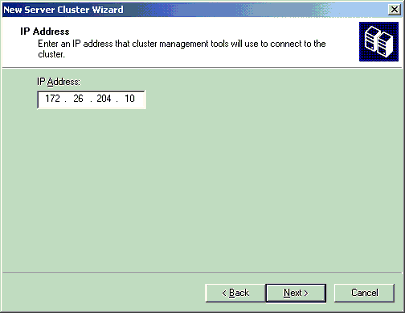 New Server Cluster Wizard
IP Address
Enter an IP address that cluster management tools will use to connect to the
cluster.
IP Address:
172 . 26 . 204 . 10
< Back
Next >
Cancel